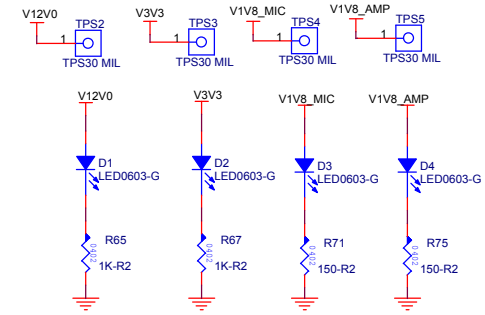 V12V0
V3V3
V1V8_MIC
V1V8_AMP
TPS2
TPS3
TPS4
TPS5
1
1
1
1
TPS30 MIL
TPS30 MIL
TPS30 MIL
TPS30 MIL
V12V0
V3V3
V1V8_MIC
V1V8_AMP
D1
D2
D3
D4
LED0603-G
LED0603-G
LED0603-G
LED0603-G
R65
R67
R71
R75
0402
0402
0402
0402
1K-R2
1K-R2
150-R2
150-R2